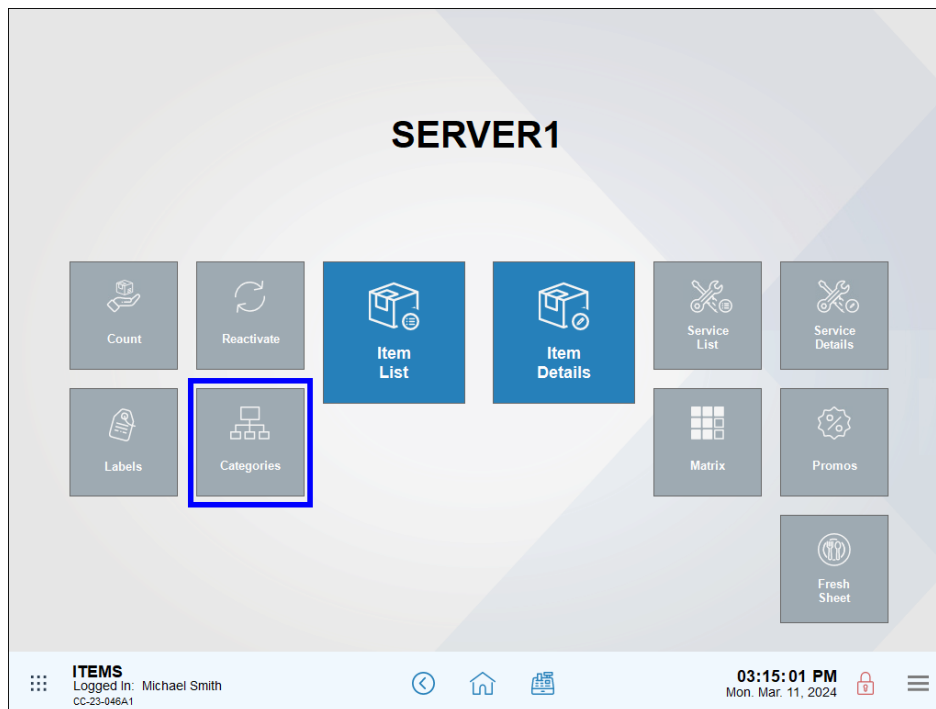 SERVER1
Count
Reactivate
Item
List
Item
Details
Service
List
Service
Details
Labels
Categories
Matrix
Promos
Fresh
Sheet
ITEMS
Logged In: Michael Smith
CC-23-046A1
03:15:01 PM
Mon. Mar. 11, 2024